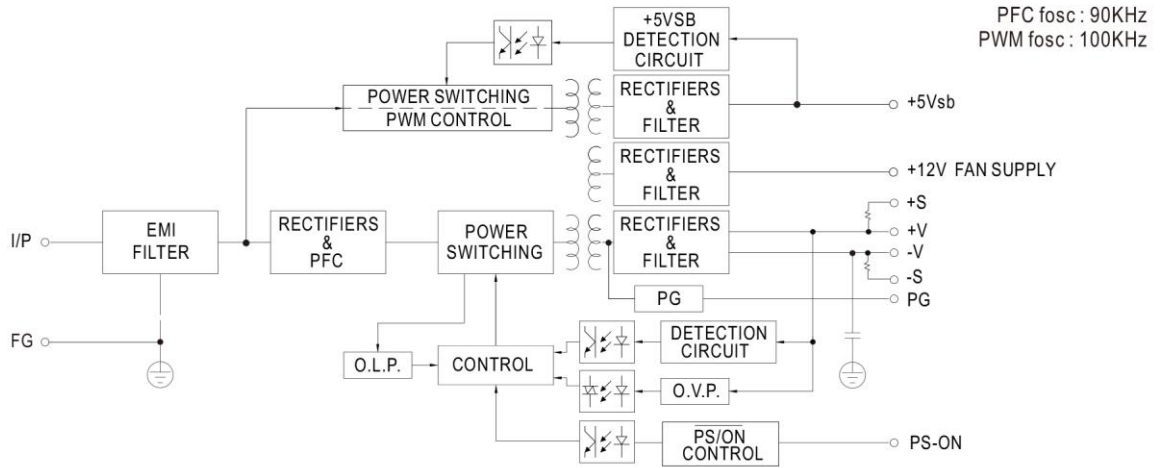 PFC fosc : 90KHz
PWM fosc : 100KHz
+5VSB
DETECTION
CIRCUIT
POWER SWITCHING
PWM CONTROL
RECTIFIERS
&
FILTER
+5Vsb
RECTIFIERS
&
FILTER
+12V FAN SUPPLY
I/P
EMI
FILTER
RECTIFIERS
&
PFC
POWER
SWITCHING
RECTIFIERS
&
FILTER
+S
+V
-V
-S
PG
PG
FG
O.L.P.
CONTROL
DETECTION
CIRCUIT
O.V.P.
PS/ON
CONTROL
PS-ON